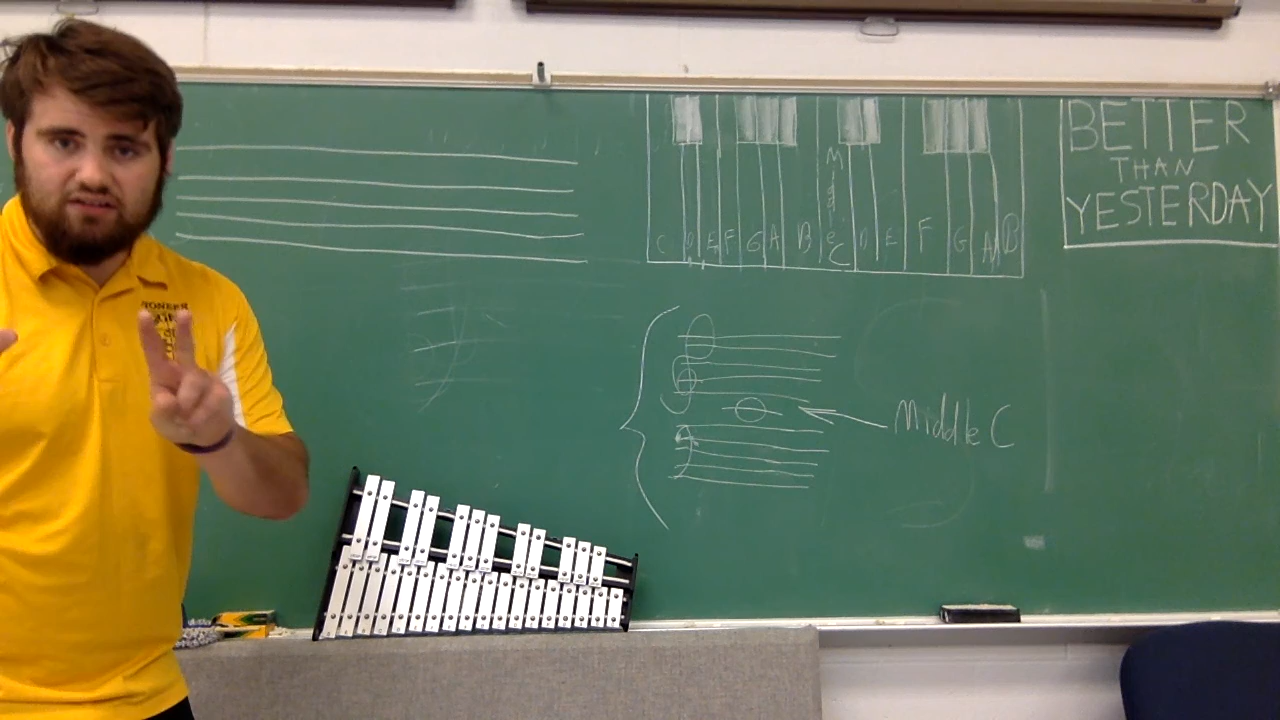 BETTER
THAN
YESTERDAY
Middle
C D E F G A B C D E F G A B
Middle C